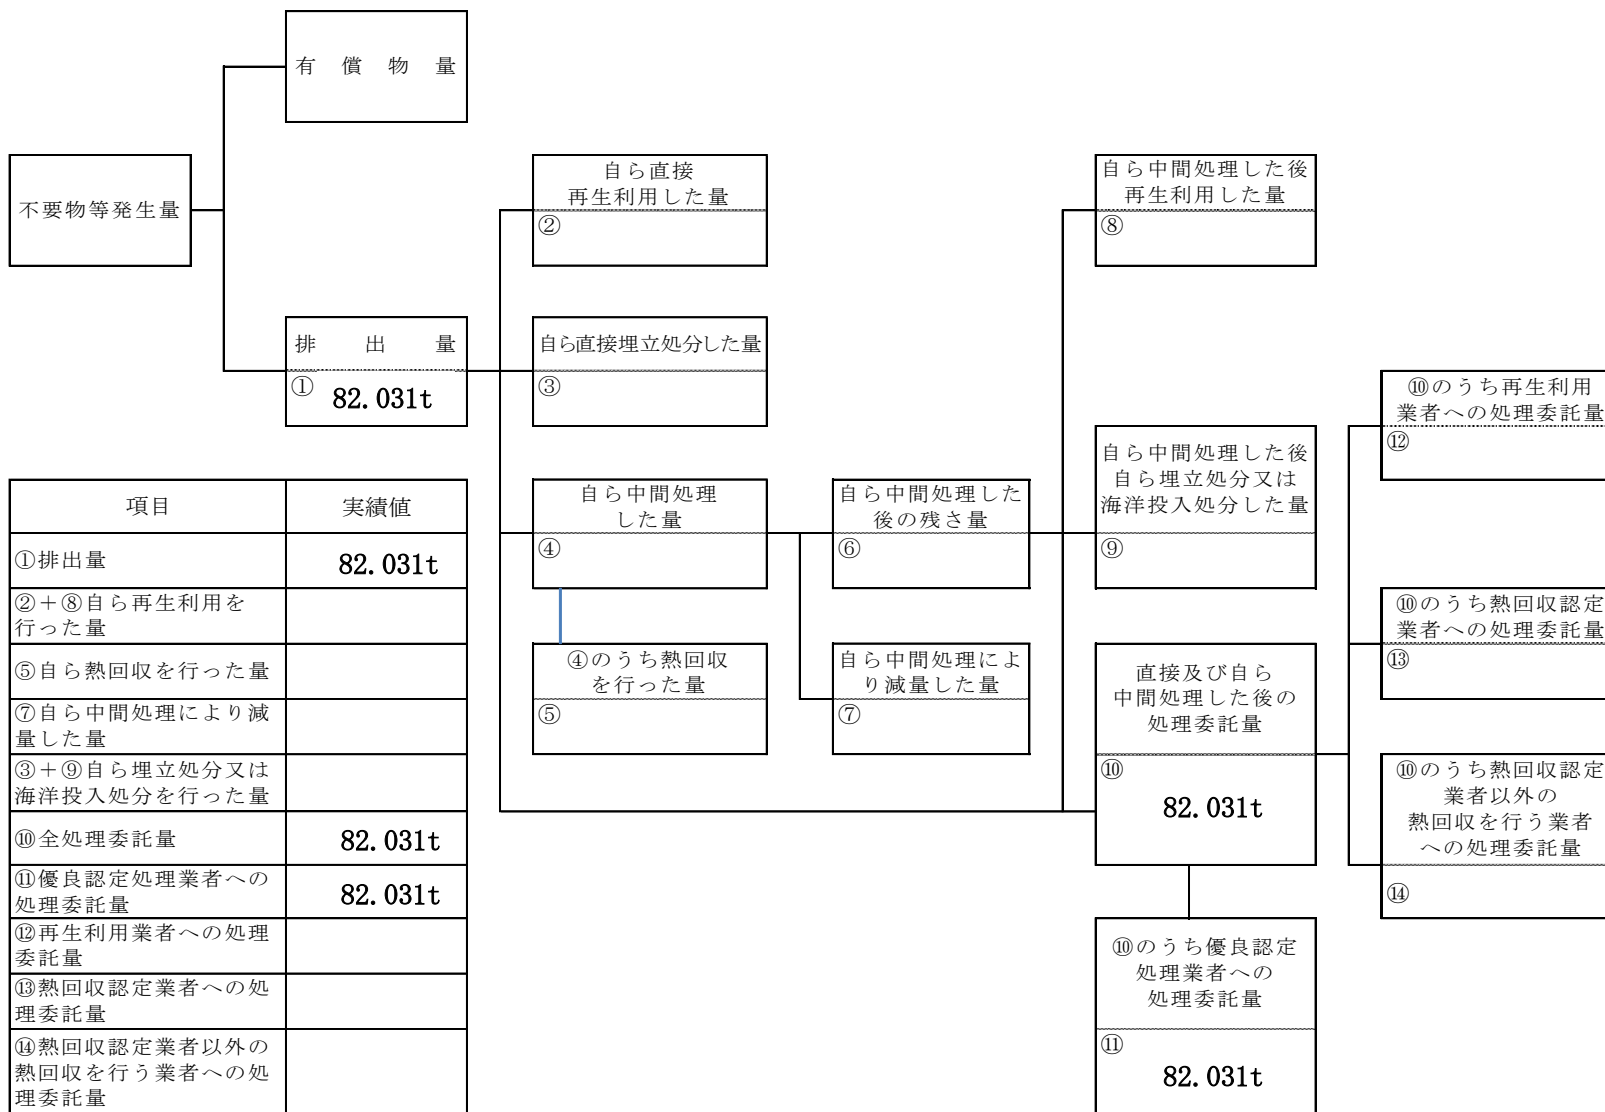 有償物量
不要物等発生量
自ら直接
再生利用した量
②
自ら中間処理した後
再生利用した量
⑧
排出量
① 82.031t
自ら直接埋立処分した量
③
⑩のうち再生利用
業者への処理委託量
⑫
自ら中間処理
した量
④
自ら中間処理した
後の残さ量
⑥
自ら中間処理した後
自ら埋立処分又は
海洋投入処分した量
⑨
⑩のうち熱回収認定
業者への処理委託量
⑬
④のうち熱回収
を行った量
⑤
自ら中間処理によ
り減量した量
⑦
直接及び自ら
中間処理した後の
処理委託量
⑩
82.031t
⑩のうち熱回収認定
業者以外の
熱回収を行う業者
への処理委託量
⑭
⑩のうち優良認定
処理業者への
処理委託量
⑪
82.031t
項目 実績値
①排出量 82.031t
②＋⑧自ら再生利用を
行った量
⑤自ら熱回収を行った量
⑦自ら中間処理により減
量した量
③＋⑨自ら埋立処分又は
海洋投入処分を行った量
⑩全処理委託量 82.031t
⑪優良認定処理業者への
処理委託量 82.031t
⑫再生利用業者への処理
委託量
⑬熱回収認定業者への処
理委託量
⑭熱回収認定業者以外の
熱回収を行う業者への処
理委託量